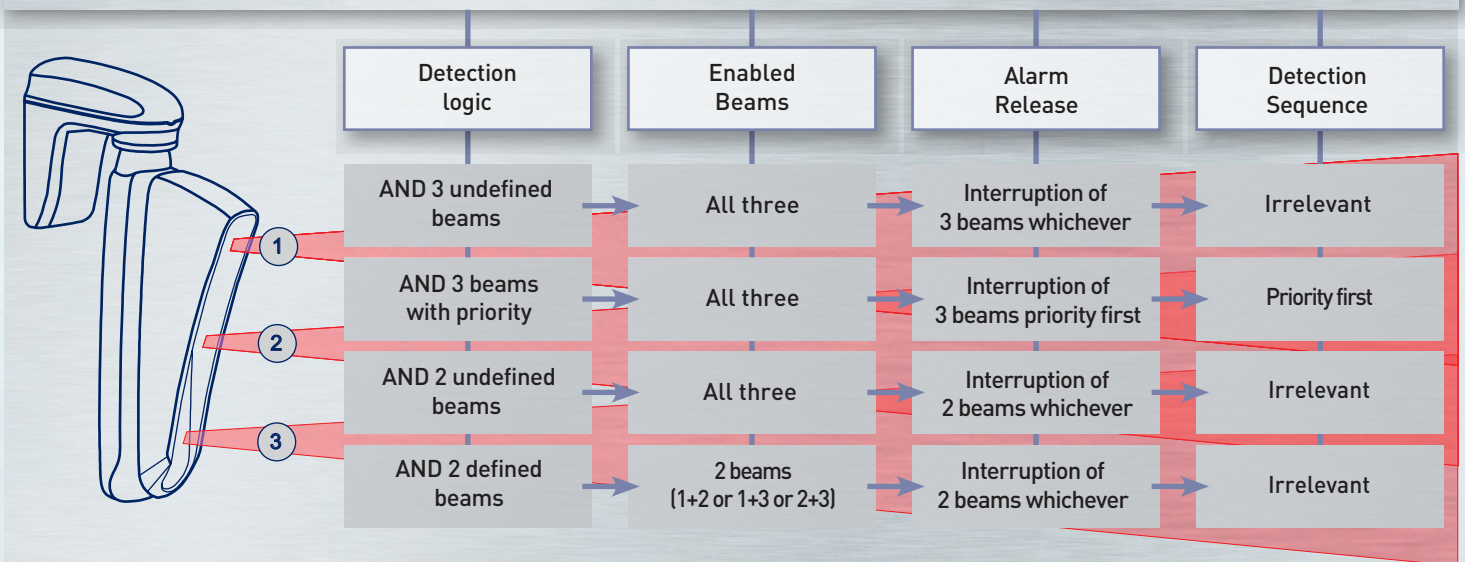 Detection
logic
Enabled
Beams
Alarm
Release
Detection
Sequence
AND 3 undefined
beams
All three
Interruption of
3 beams whichever
Irrelevant
1
AND 3 beams
with priority
All three
Interruption of
3 beams priority first
Priority first
2
AND 2 undefined
beams
All three
Interruption of
2 beams whichever
Irrelevant
3
AND 2 defined
beams
2 beams
(1+2 or 1+3 or 2+3)
Interruption of
2 beams whichever
Irrelevant